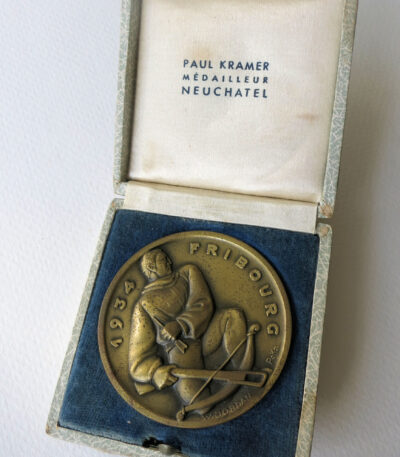 PAUL KRAMER
MÉDAILLEUR
NEUCHATEL
1934 FRIBOURG